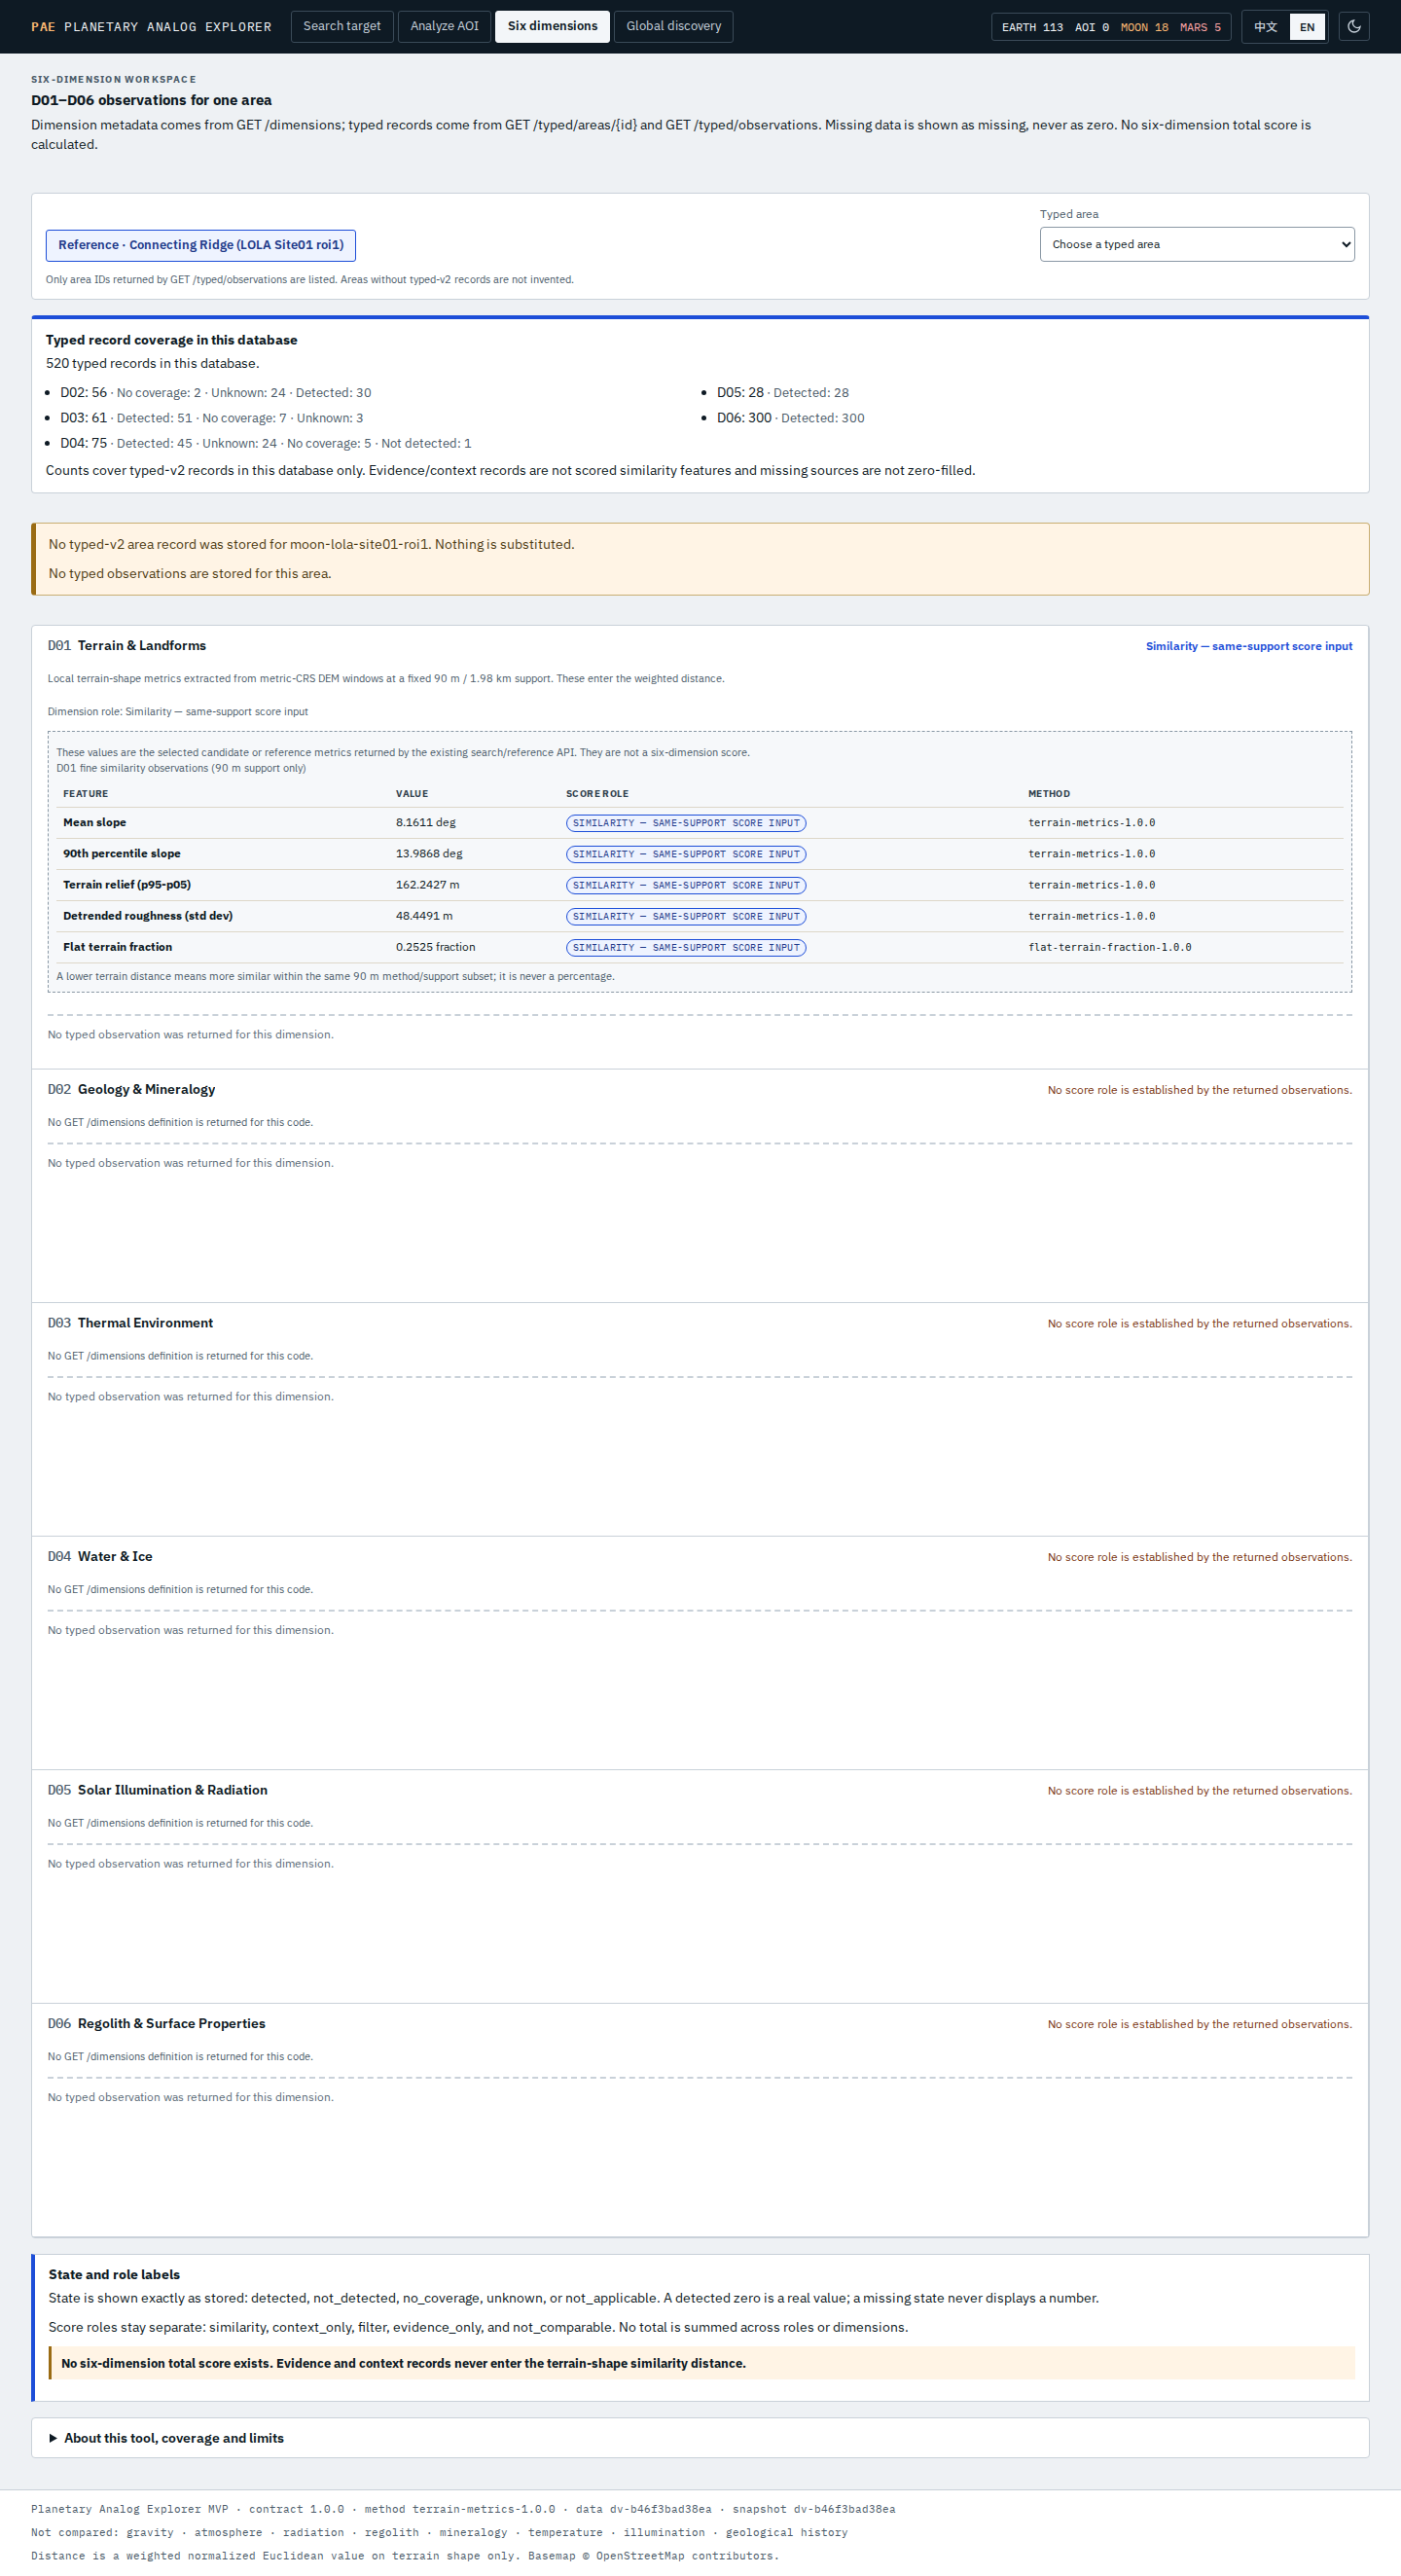 PAE PLANETARY ANALOG EXPLORER
Search target
Analyze AOI
Six dimensions
Global discovery
EARTH 113 AOI 0 MOON 18 MARS 5
中文
EN
SIX-DIMENSION WORKSPACE
D01–D06 observations for one area
Dimension metadata comes from GET /dimensions; typed records come from GET /typed/areas/{id} and GET /typed/observations. Missing data is shown as missing, never as zero. No six-dimension total score is
calculated.
Typed area
Reference · Connecting Ridge (LOLA Site01 roi1)
Choose a typed area
Only area IDs returned by GET /typed/observations are listed. Areas without typed-v2 records are not invented.
Typed record coverage in this database
520 typed records in this database.
D02: 56 · No coverage: 2 · Unknown: 24 · Detected: 30
D05: 28 · Detected: 28
D03: 61 · Detected: 51 · No coverage: 7 · Unknown: 3
D06: 300 · Detected: 300
D04: 75 · Detected: 45 · Unknown: 24 · No coverage: 5 · Not detected: 1
Counts cover typed-v2 records in this database only. Evidence/context records are not scored similarity features and missing sources are not zero-filled.
No typed-v2 area record was stored for moon-lola-site01-roi1. Nothing is substituted.
No typed observations are stored for this area.
D01 Terrain & Landforms
Similarity — same-support score input
Local terrain-shape metrics extracted from metric-CRS DEM windows at a fixed 90 m / 1.98 km support. These enter the weighted distance.
Dimension role: Similarity — same-support score input
These values are the selected candidate or reference metrics returned by the existing search/reference API. They are not a six-dimension score.
D01 fine similarity observations (90 m support only)
FEATURE VALUE SCORE ROLE METHOD
Mean slope 8.1611 deg SIMILARITY — SAME-SUPPORT SCORE INPUT terrain-metrics-1.0.0
90th percentile slope 13.9868 deg SIMILARITY — SAME-SUPPORT SCORE INPUT terrain-metrics-1.0.0
Terrain relief (p95-p05) 162.2427 m SIMILARITY — SAME-SUPPORT SCORE INPUT terrain-metrics-1.0.0
Detrended roughness (std dev) 48.4491 m SIMILARITY — SAME-SUPPORT SCORE INPUT terrain-metrics-1.0.0
Flat terrain fraction 0.2525 fraction SIMILARITY — SAME-SUPPORT SCORE INPUT flat-terrain-fraction-1.0.0
A lower terrain distance means more similar within the same 90 m method/support subset; it is never a percentage.
No typed observation was returned for this dimension.
D02 Geology & Mineralogy
No score role is established by the returned observations.
No GET /dimensions definition is returned for this code.
No typed observation was returned for this dimension.
D03 Thermal Environment
No score role is established by the returned observations.
No GET /dimensions definition is returned for this code.
No typed observation was returned for this dimension.
D04 Water & Ice
No score role is established by the returned observations.
No GET /dimensions definition is returned for this code.
No typed observation was returned for this dimension.
D05 Solar Illumination & Radiation
No score role is established by the returned observations.
No GET /dimensions definition is returned for this code.
No typed observation was returned for this dimension.
D06 Regolith & Surface Properties
No score role is established by the returned observations.
No GET /dimensions definition is returned for this code.
No typed observation was returned for this dimension.
State and role labels
State is shown exactly as stored: detected, not_detected, no_coverage, unknown, or not_applicable. A detected zero is a real value; a missing state never displays a number.
Score roles stay separate: similarity, context_only, filter, evidence_only, and not_comparable. No total is summed across roles or dimensions.
No six-dimension total score exists. Evidence and context records never enter the terrain-shape similarity distance.
About this tool, coverage and limits
Planetary Analog Explorer MVP · contract 1.0.0 · method terrain-metrics-1.0.0 · data dv-b46f3bad38ea · snapshot dv-b46f3bad38ea
Not compared: gravity · atmosphere · radiation · regolith · mineralogy · temperature · illumination · geological history
Distance is a weighted normalized Euclidean value on terrain shape only. Basemap © OpenStreetMap contributors.